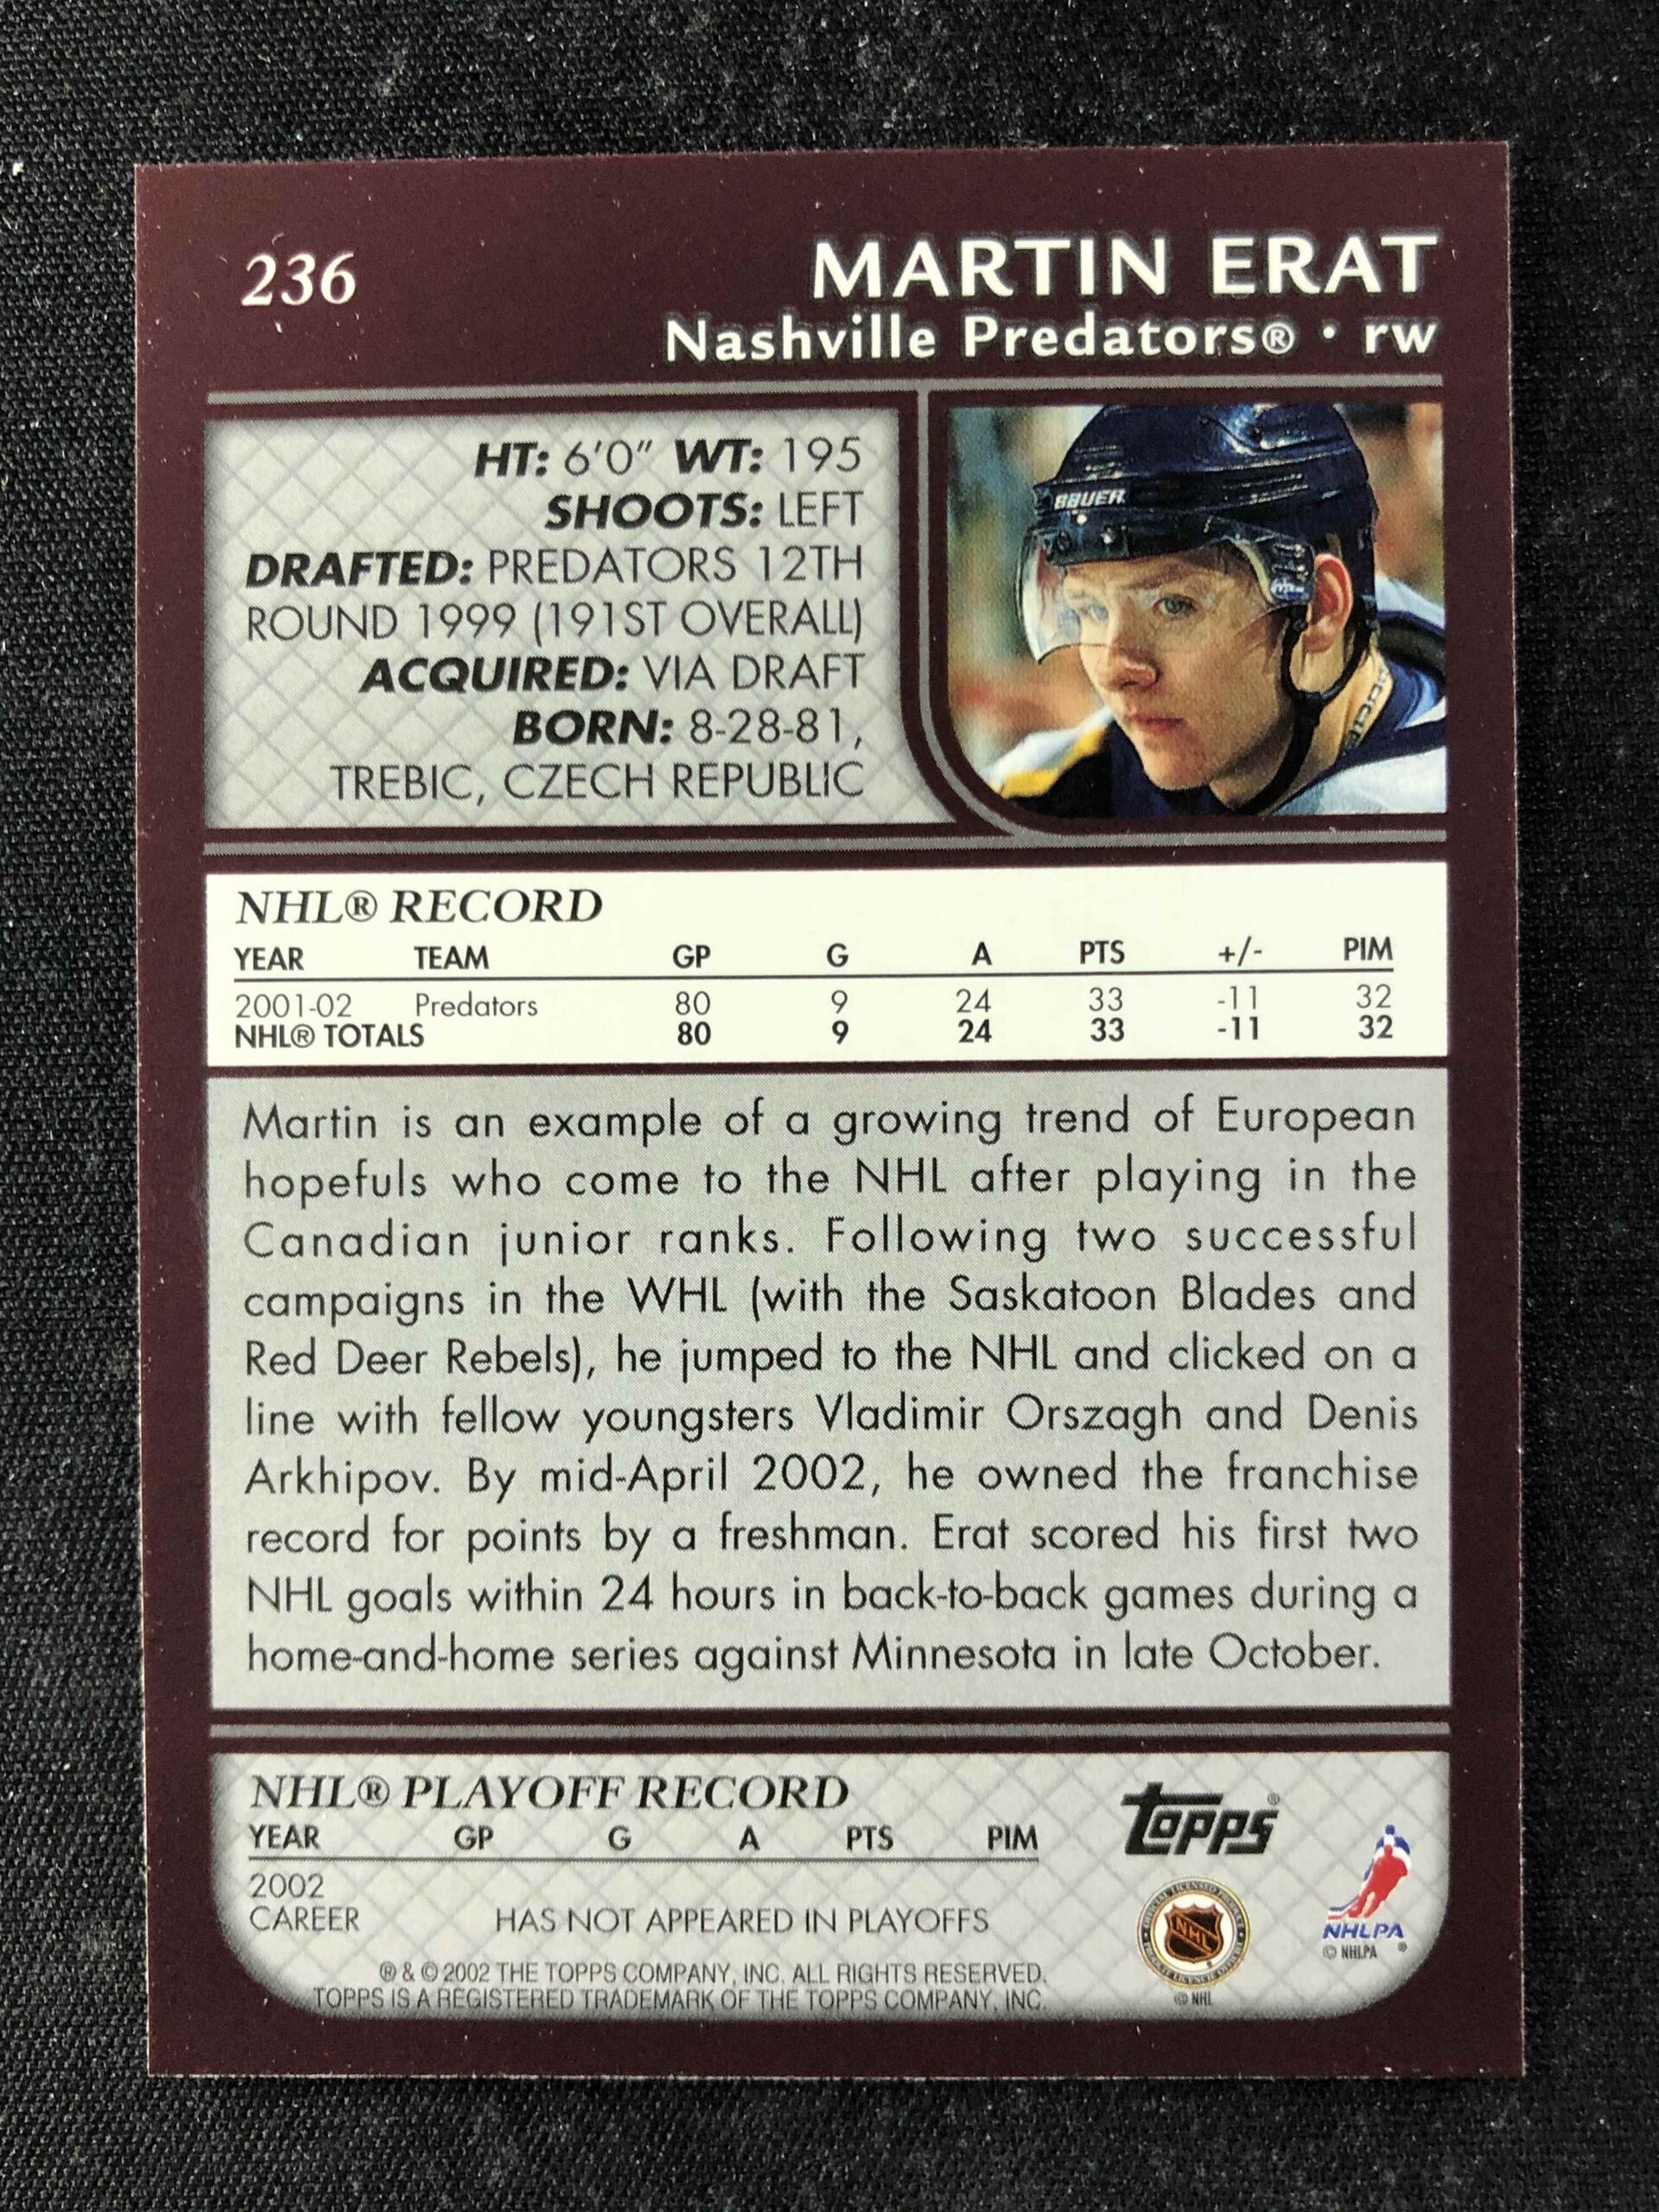 236
MARTIN ERAT
Nashville Predators® • rw
HT: 6'0" WT: 195
SHOOTS: LEFT
DRAFTED: PREDATORS 12TH
ROUND 1999 (191ST OVERALL)
ACQUIRED: VIA DRAFT
BORN: 8-28-81,
TREBIC, CZECH REPUBLIC
BAUER
NHL® RECORD
YEAR TEAM GP G A PTS +/- PIM
2001-02 Predators 80 9 24 33 -11 32
NHL® TOTALS 80 9 24 33 -11 32
Martin is an example of a growing trend of European
hopefuls who come to the NHL after playing in the
Canadian junior ranks. Following two successful
campaigns in the WHL (with the Saskatoon Blades and
Red Deer Rebels), he jumped to the NHL and clicked on a
line with fellow youngsters Vladimir Orszagh and Denis
Arkhipov. By mid-April 2002, he owned the franchise
record for points by a freshman. Erat scored his first two
NHL goals within 24 hours in back-to-back games during a
home-and-home series against Minnesota in late October.
NHL® PLAYOFF RECORD
YEAR GP G A PTS PIM
2002
CAREER HAS NOT APPEARED IN PLAYOFFS
® & © 2002 THE TOPPS COMPANY, INC. ALL RIGHTS RESERVED.
TOPPS IS A REGISTERED TRADEMARK OF THE TOPPS COMPANY, INC.
topps®
NHL
© NHL
NHLPA
© NHLPA